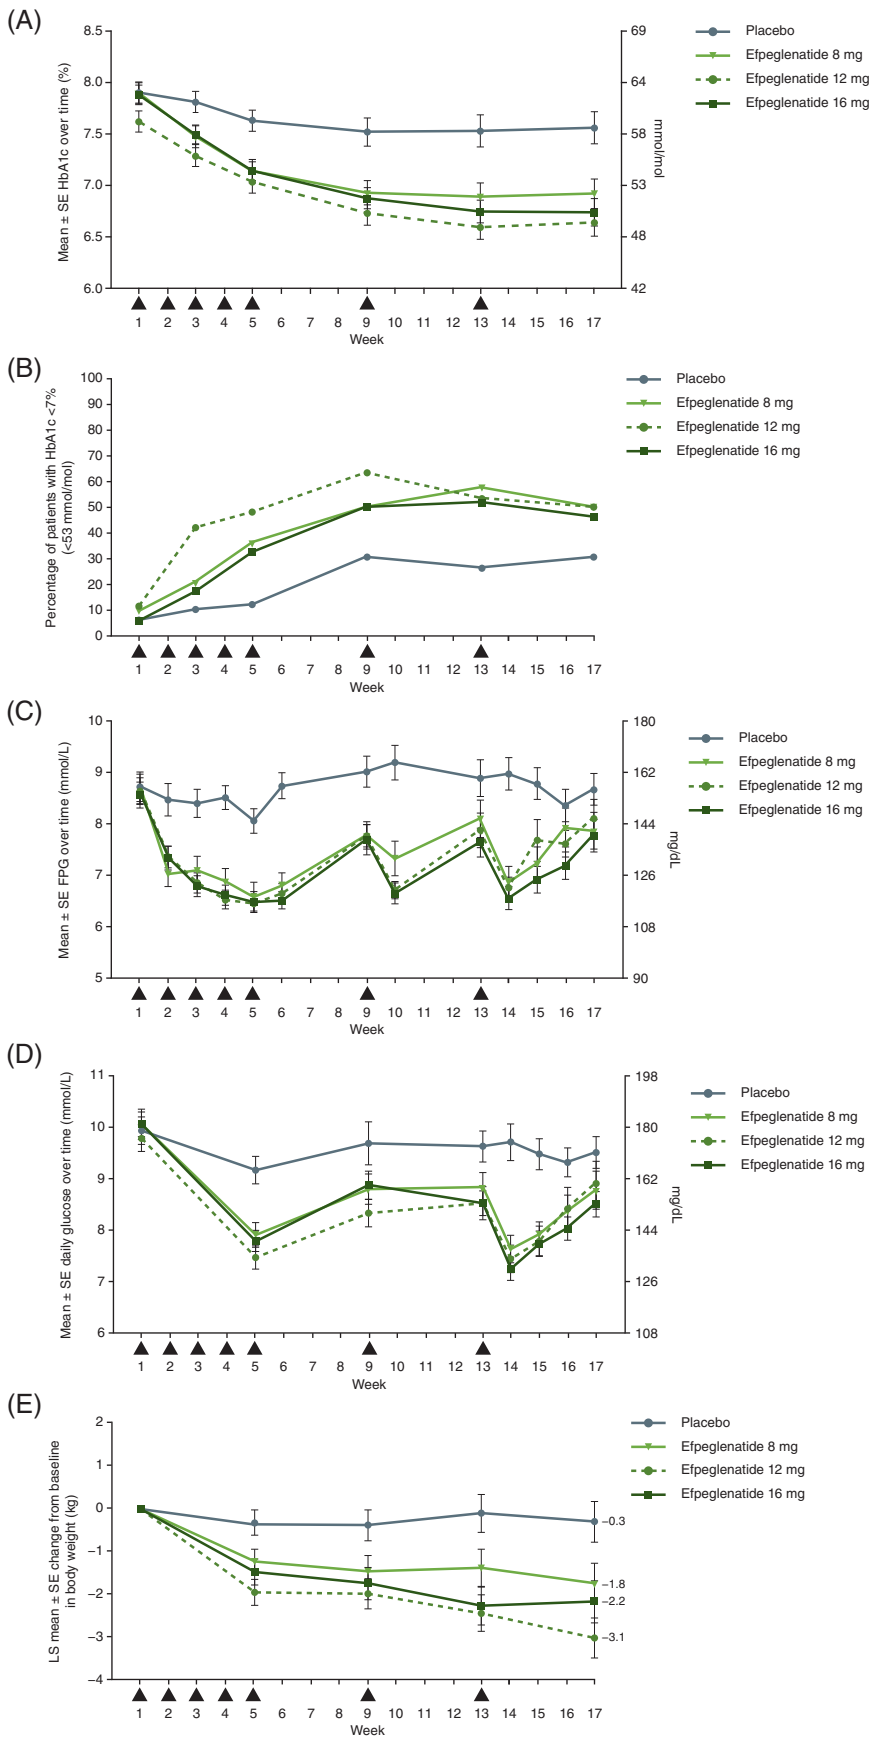 (A)
Mean ± SE HbA1c over time (%)
8.5
8.0
7.5
7.0
6.5
6.0
69
64
58
53
48
42
mmol/mol
1 2 3 4 5 6 7 8 9 10 11 12 13 14 15 16 17
Week
Placebo
Efpeglenatide 8 mg
Efpeglenatide 12 mg
Efpeglenatide 16 mg
(B)
Percentage of patients with HbA1c <7%
(<53 mmol/mol)
100
90
80
70
60
50
40
30
20
10
0
1 2 3 4 5 6 7 8 9 10 11 12 13 14 15 16 17
Week
Placebo
Efpeglenatide 8 mg
Efpeglenatide 12 mg
Efpeglenatide 16 mg
(C)
Mean ± SE FPG over time (mmol/L)
10
9
8
7
6
5
180
162
144
126
108
90
mg/dL
1 2 3 4 5 6 7 8 9 10 11 12 13 14 15 16 17
Week
Placebo
Efpeglenatide 8 mg
Efpeglenatide 12 mg
Efpeglenatide 16 mg
(D)
Mean ± SE daily glucose over time (mmol/L)
11
10
9
8
7
6
198
180
162
144
126
108
mg/dL
1 2 3 4 5 6 7 8 9 10 11 12 13 14 15 16 17
Week
Placebo
Efpeglenatide 8 mg
Efpeglenatide 12 mg
Efpeglenatide 16 mg
(E)
LS mean ± SE change from baseline
in body weight (kg)
2
1
0
−1
−2
−3
−4
−0.3
−1.8
−2.2
−3.1
1 2 3 4 5 6 7 8 9 10 11 12 13 14 15 16 17
Week
Placebo
Efpeglenatide 8 mg
Efpeglenatide 12 mg
Efpeglenatide 16 mg